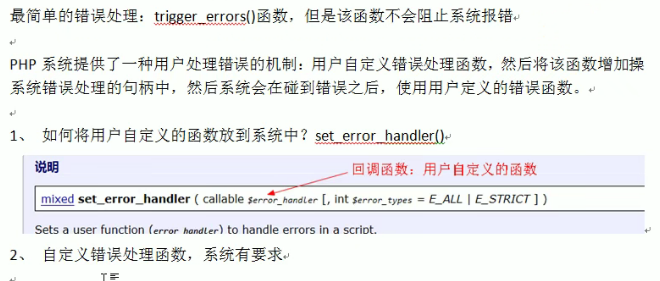 最简单的错误处理：trigger_errors()函数，但是该函数不会阻止系统报错
PHP 系统提供了一种用户处理错误的机制：用户自定义错误处理函数，然后将该函数增加操
系统错误处理的句柄中，然后系统会在碰到错误之后，使用用户定义的错误函数。
1、 如何将用户自定义的函数放到系统中？set_error_handler()
说明
回调函数：用户自定义的函数
mixed set_error_handler ( callable $error_handler [, int $error_types = E_ALL | E_STRICT ] )
Sets a user function (error_handler) to handle errors in a script.
2、 自定义错误处理函数，系统有要求